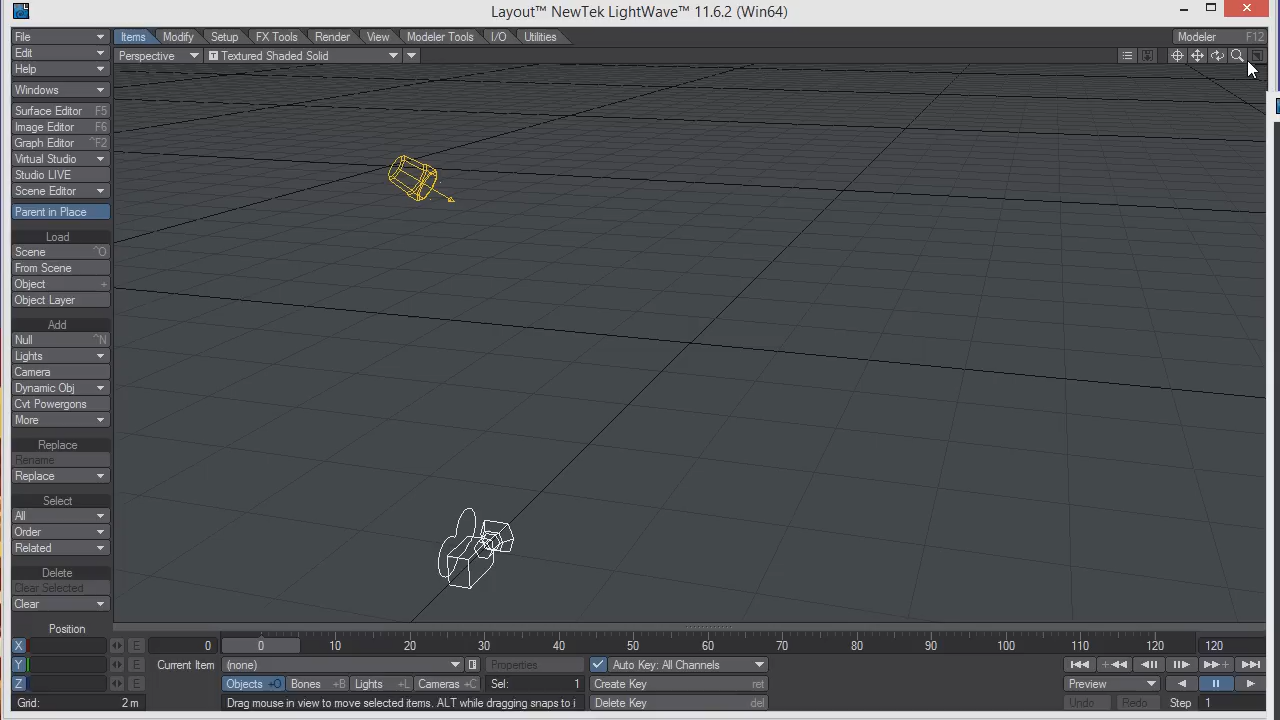 Layout™ NewTek LightWave™ 11.6.2 (Win64)
File
Items Modify Setup FX Tools Render View Modeler Tools I/O Utilities
Modeler F12
Edit
Perspective T Textured Shaded Solid
Help
Windows
Surface Editor F5
Image Editor F6
Graph Editor ^F2
Virtual Studio
Studio LIVE
Scene Editor
Parent in Place
Load
Scene ^O
From Scene
Object +
Object Layer
Add
Null ^N
Lights
Camera
Dynamic Obj
Cvt Powergons
More
Replace
Rename
Replace
Select
All
Order
Related
Delete
Clear Selected
Clear
Position
X E 0 0 10 20 30 40 50 60 70 80 90 100 110 120 120
Y E Current Item (none) Properties Auto Key: All Channels
Z E Objects +O Bones +B Lights +L Cameras +C Sel: 1 Create Key ret Preview
Grid: 2 m Drag mouse in view to move selected items. ALT while dragging snaps to i Delete Key del Undo Redo Step 1